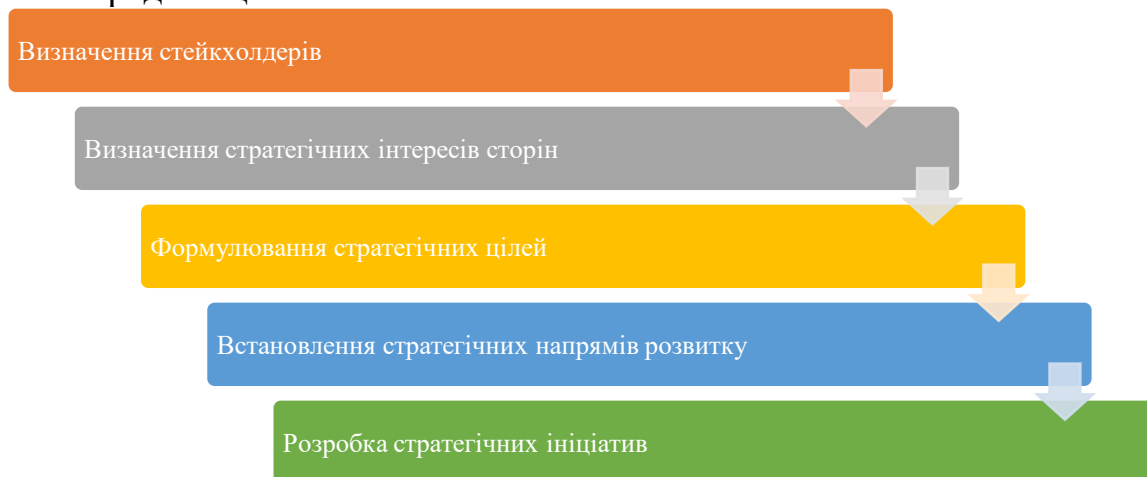 Визначення стейкхолдерів
Визначення стратегічних інтересів сторін
Формулювання стратегічних цілей
Встановлення стратегічних напрямів розвитку
Розробка стратегічних ініціатив